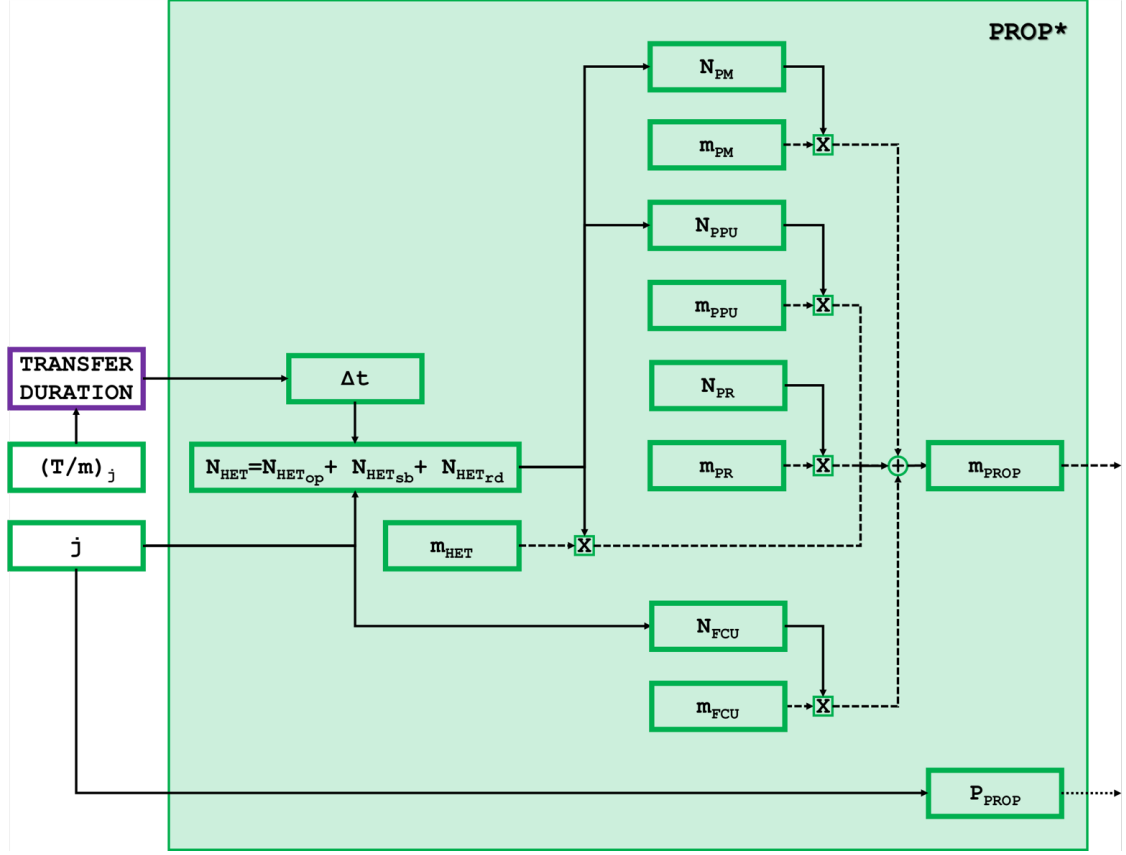 PROP*
N_PM
X
m_PM
N_PPU
X
m_PPU
TRANSFER
DURATION
Δt
N_PR
(T/m)_j
N_HET=N_HET_op+ N_HET_sb+ N_HET_rd
m_PR
X
+
m_PROP
j
m_HET
X
N_FCU
m_FCU
X
P_PROP